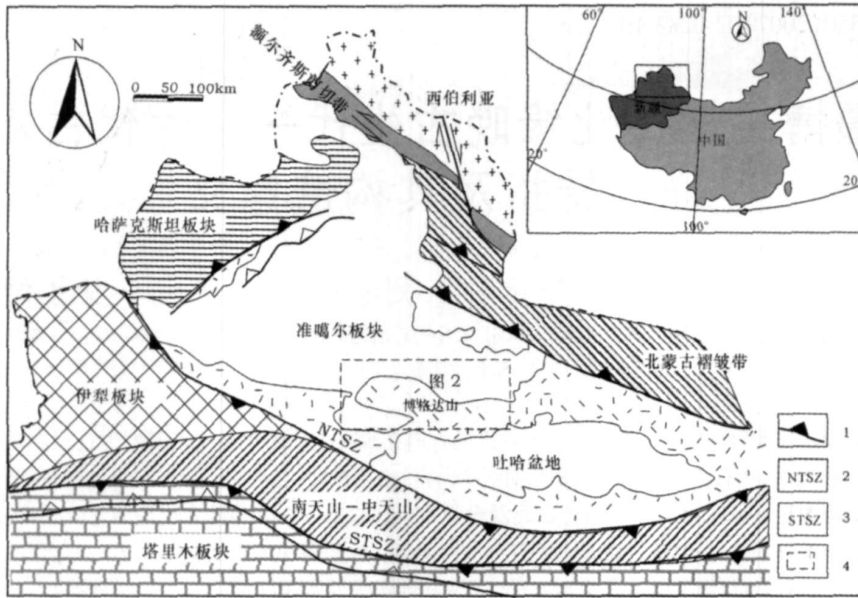 N
0 50 100km
额尔齐斯剪切带
西伯利亚
60°
100°
140°
N
新疆
中国
20°
20
100°
哈萨克斯坦板块
准噶尔板块
北蒙古褶皱带
图2
博格达山
伊犁板块
NTSZ
吐哈盆地
南天山－中天山
STSZ
塔里木板块
1
NTSZ 2
STSZ 3
4